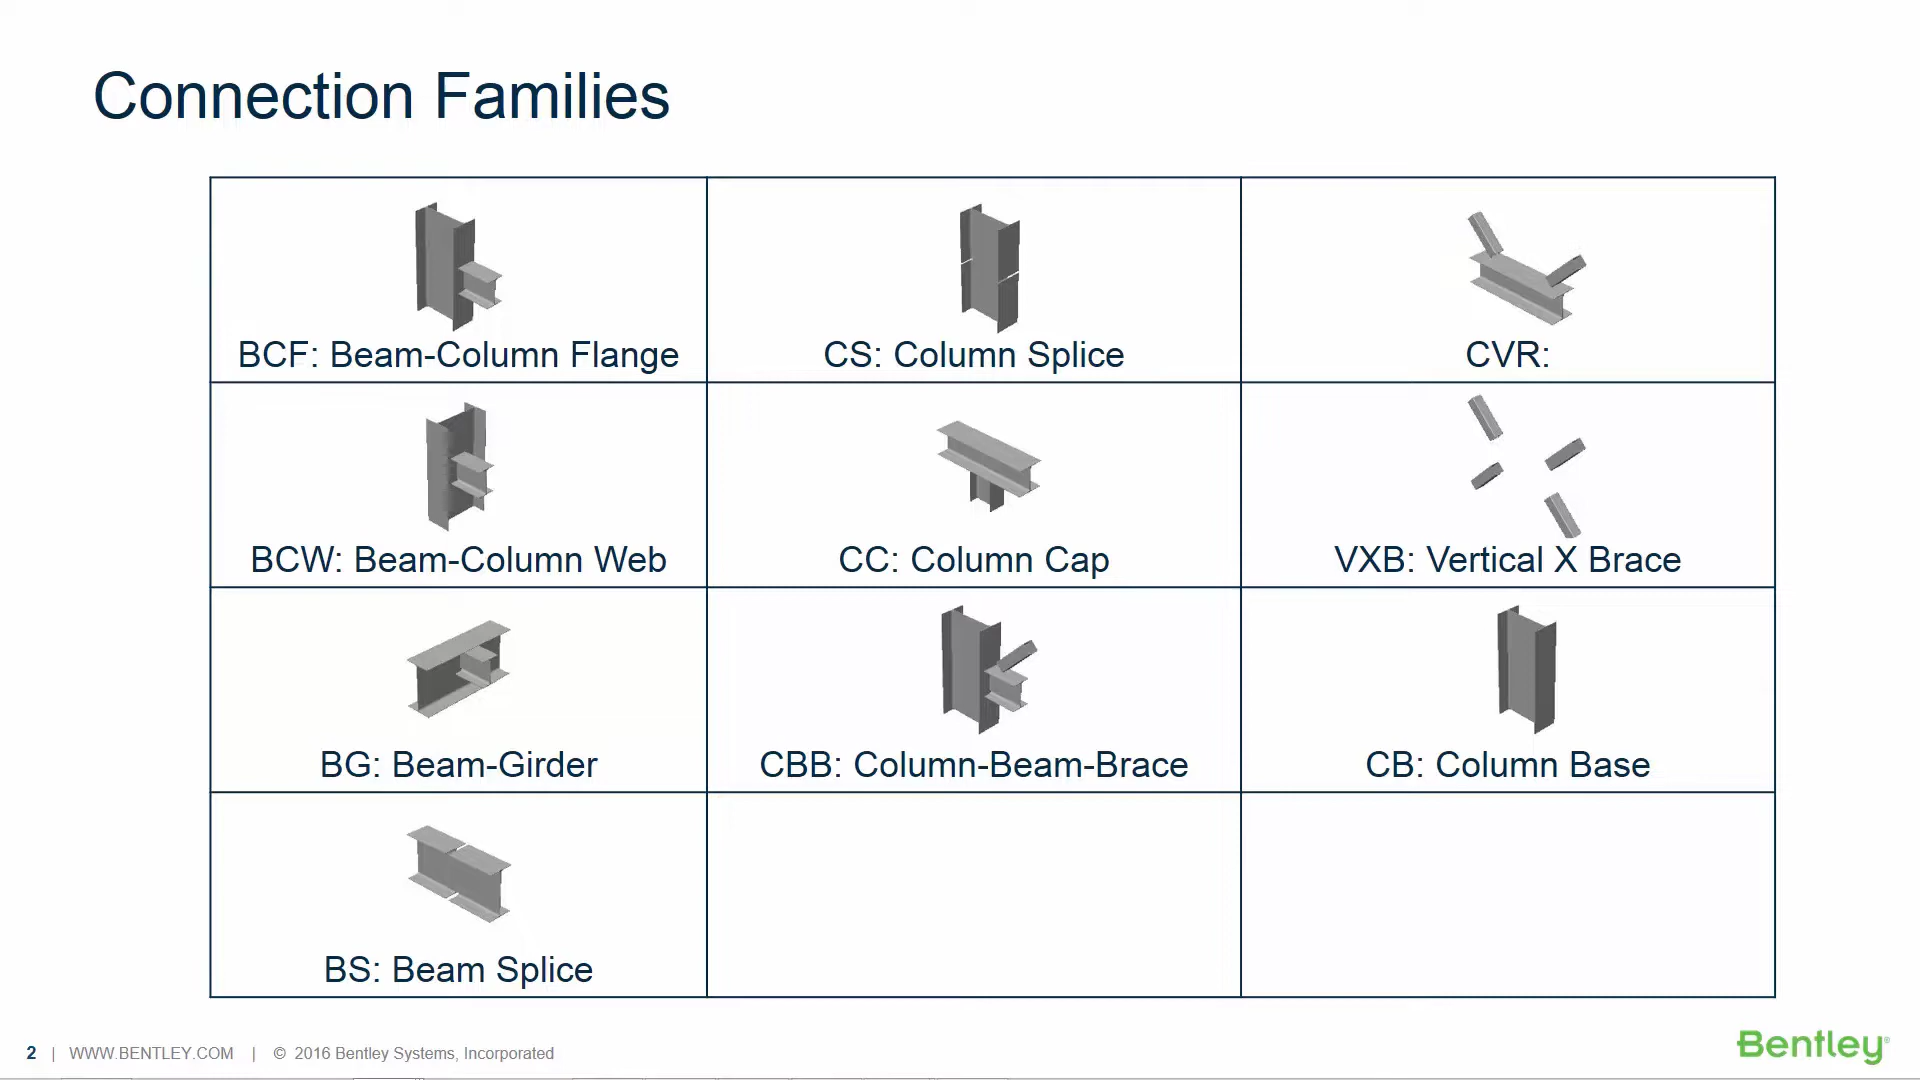 Connection Families
BCF: Beam-Column Flange
CS: Column Splice
CVR:
BCW: Beam-Column Web
CC: Column Cap
VXB: Vertical X Brace
BG: Beam-Girder
CBB: Column-Beam-Brace
CB: Column Base
BS: Beam Splice
2 | WWW.BENTLEY.COM | © 2016 Bentley Systems, Incorporated
Bentley®